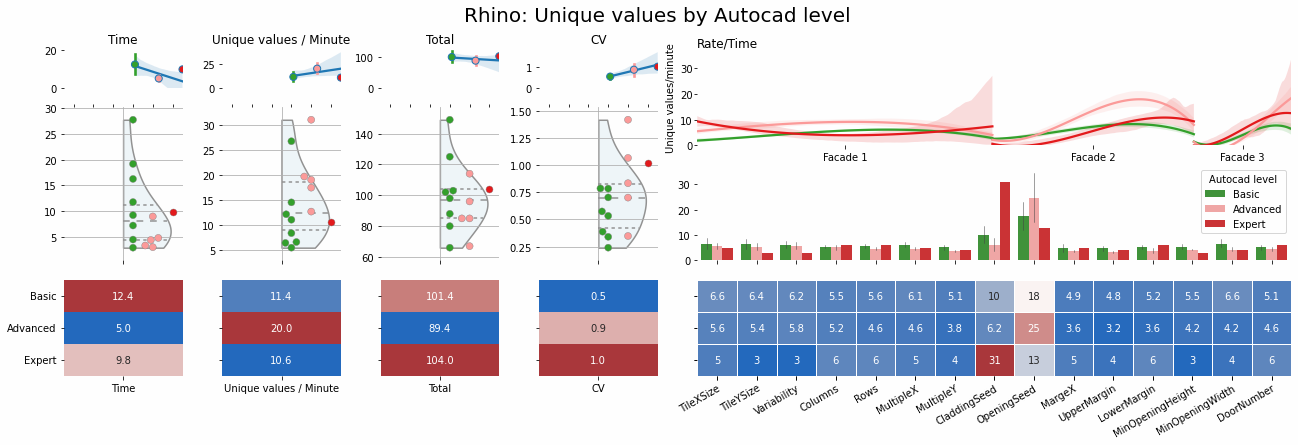 Rhino: Unique values by Autocad level
Time
Unique values / Minute
Total
CV
Rate/Time
20
0
25
0
100
0
1
0
Unique values/minute
30
20
10
0
Facade 1
Facade 2
Facade 3
30
25
20
15
10
5
30
25
20
15
10
5
140
120
100
80
60
1.50
1.25
1.00
0.75
0.50
0.25
30
20
10
0
Autocad level
Basic
Advanced
Expert
Basic 12.4 11.4 101.4 0.5 6.6 6.4 6.2 5.5 5.6 6.1 5.1 10 18 4.9 4.8 5.2 5.5 6.6 5.1
Advanced 5.0 20.0 89.4 0.9 5.6 5.4 5.8 5.2 4.6 4.6 3.8 6.2 25 3.6 3.2 3.6 4.2 4.2 4.6
Expert 9.8 10.6 104.0 1.0 5 3 3 6 6 5 4 31 13 5 4 6 3 4 6
Time
Unique values / Minute
Total
CV
TileXSize
TileYSize
Variability
Columns
Rows
MultipleX
MultipleY
CladdingSeed
OpeningSeed
MargeX
UpperMargin
LowerMargin
MinOpeningHeight
MinOpeningWidth
DoorNumber